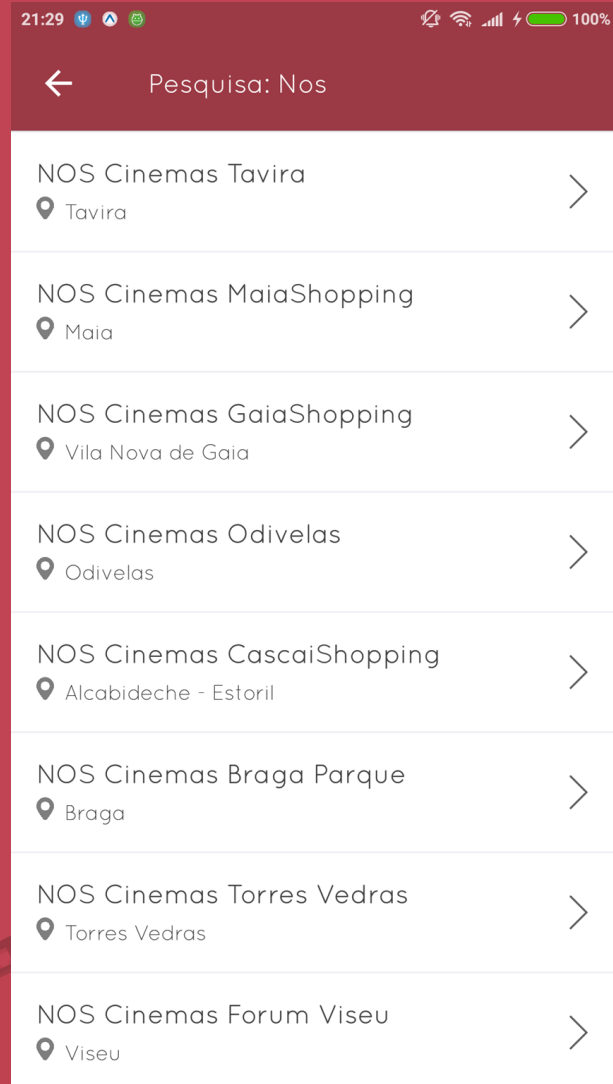 21:29
100%
Pesquisa: Nos
NOS Cinemas Tavira
Tavira
NOS Cinemas MaiaShopping
Maia
NOS Cinemas GaiaShopping
Vila Nova de Gaia
NOS Cinemas Odivelas
Odivelas
NOS Cinemas CascaiShopping
Alcabideche - Estoril
NOS Cinemas Braga Parque
Braga
NOS Cinemas Torres Vedras
Torres Vedras
NOS Cinemas Forum Viseu
Viseu